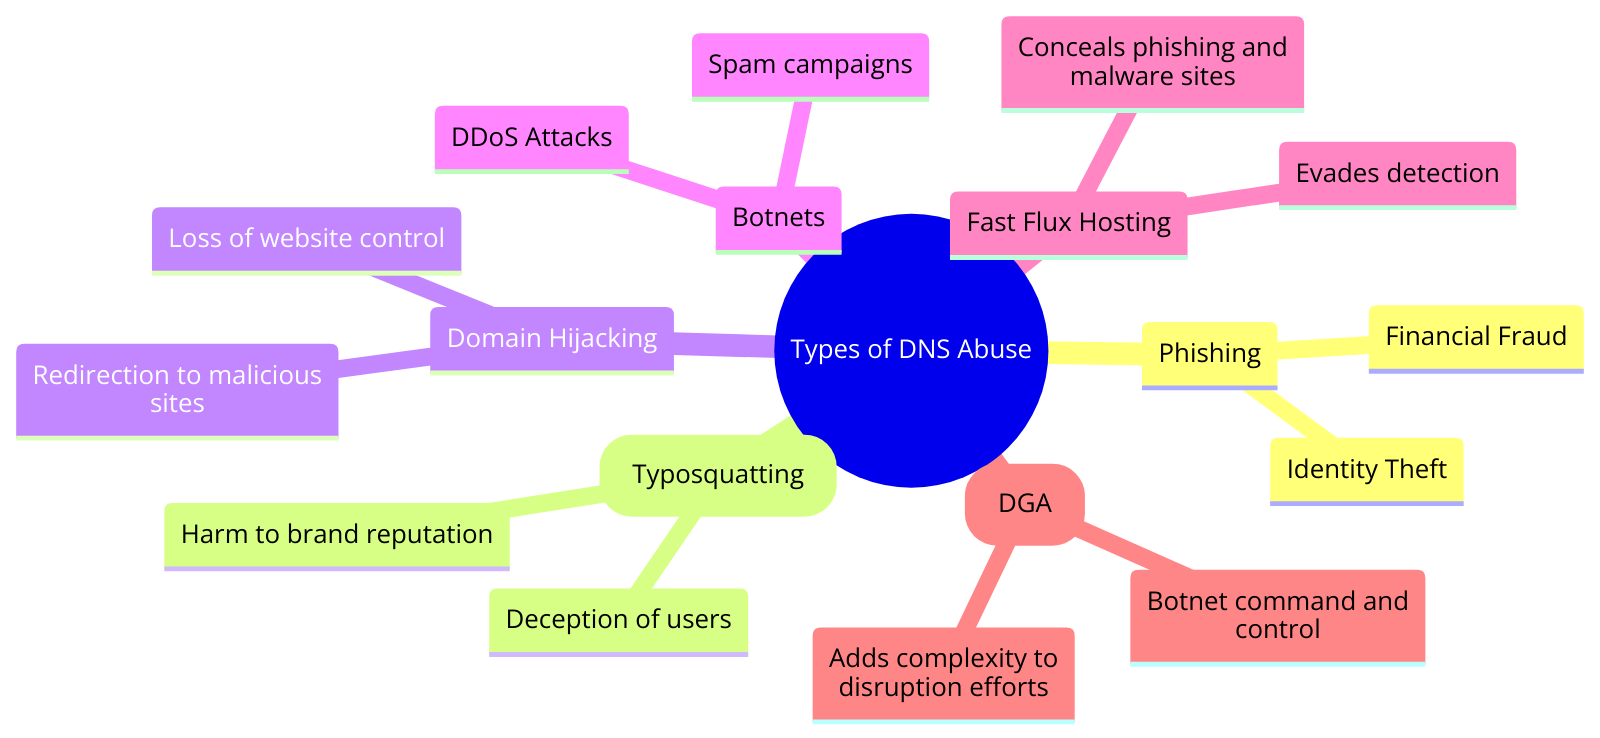 Spam campaigns
Conceals phishing and
malware sites
DDoS Attacks
Evades detection
Botnets
Fast Flux Hosting
Loss of website control
Domain Hijacking
Types of DNS Abuse
Phishing
Financial Fraud
Redirection to malicious
sites
Identity Theft
Typosquatting
DGA
Harm to brand reputation
Deception of users
Botnet command and
control
Adds complexity to
disruption efforts